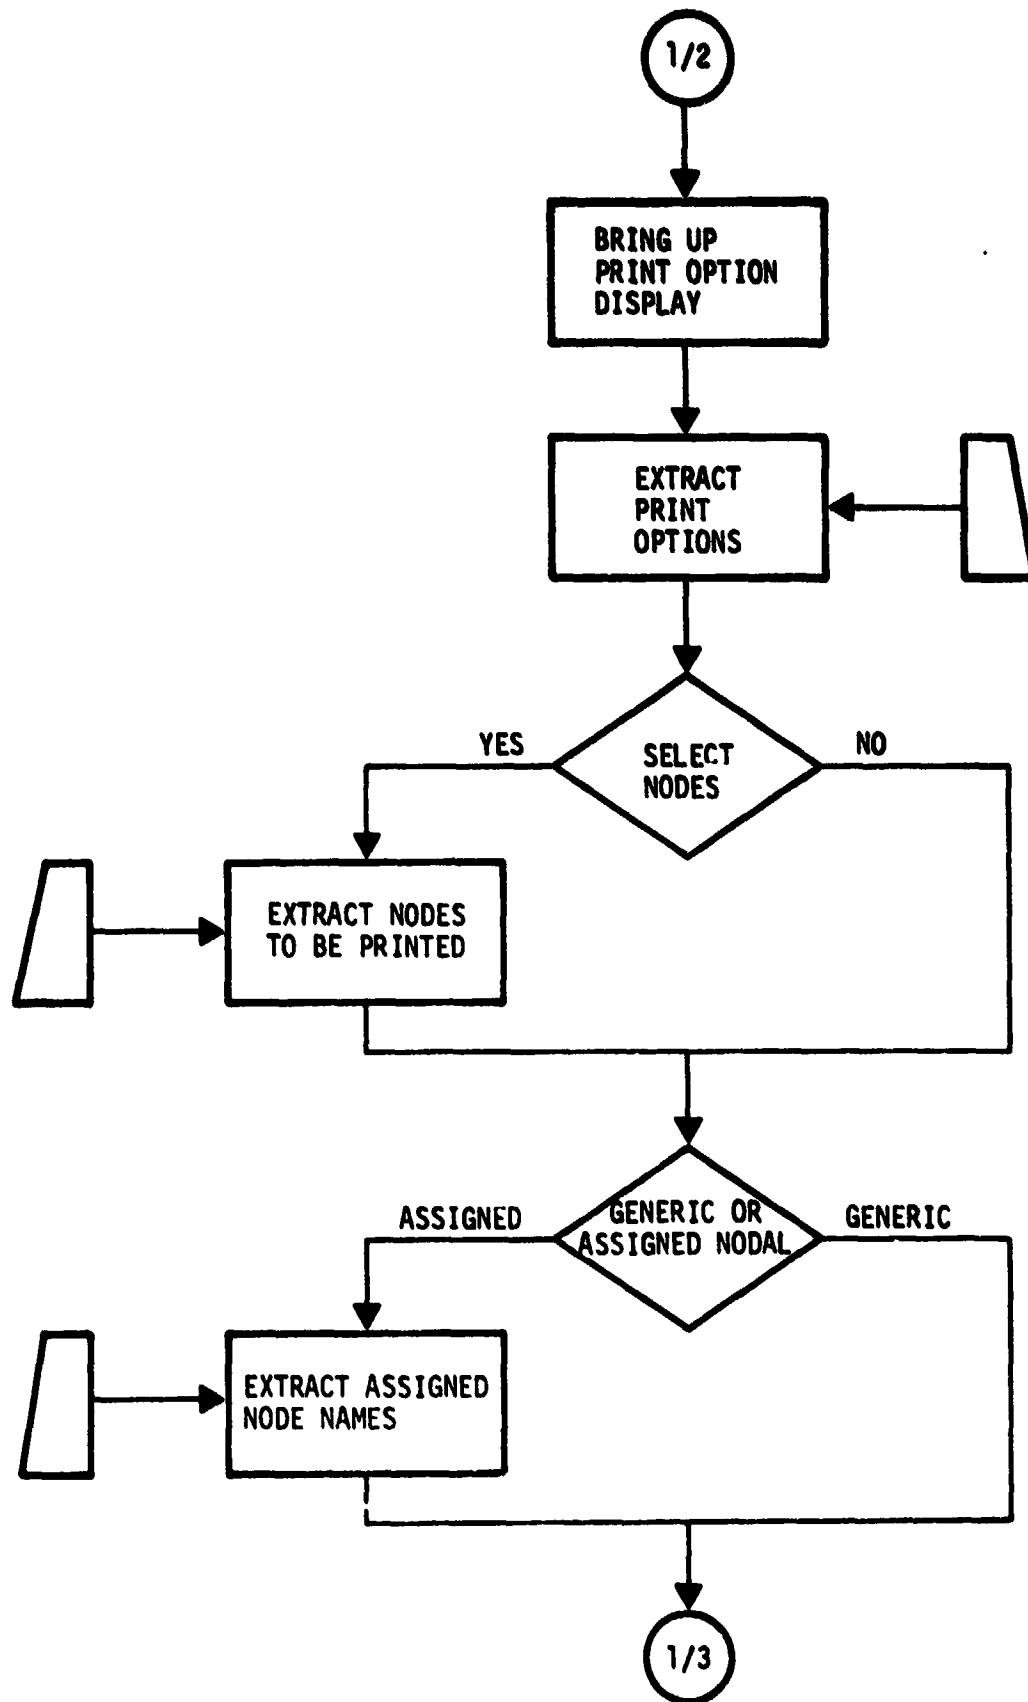 1/2
BRING UP
PRINT OPTION
DISPLAY
EXTRACT
PRINT
OPTIONS
YES
SELECT
NODES
NO
EXTRACT NODES
TO BE PRINTED
ASSIGNED
GENERIC OR
ASSIGNED NODAL
GENERIC
EXTRACT ASSIGNED
NODE NAMES
1/3